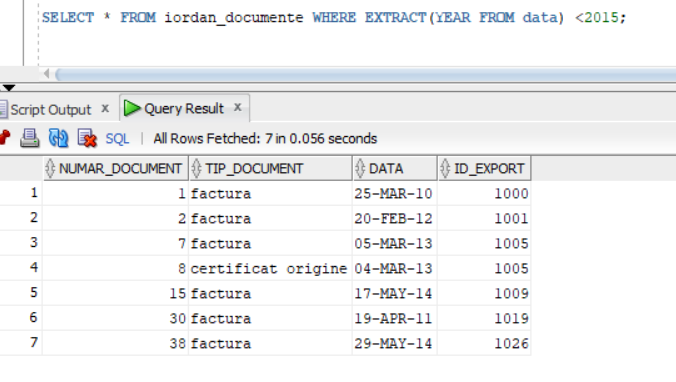 SELECT * FROM iordan_documente WHERE EXTRACT(YEAR FROM data) <2015;
Script Output x Query Result x
SQL | All Rows Fetched: 7 in 0.056 seconds
NUMAR_DOCUMENT TIP_DOCUMENT DATA ID_EXPORT
1 1 factura 25-MAR-10 1000
2 2 factura 20-FEB-12 1001
3 7 factura 05-MAR-13 1005
4 8 certificat origine 04-MAR-13 1005
5 15 factura 17-MAY-14 1009
6 30 factura 19-APR-11 1019
7 38 factura 29-MAY-14 1026